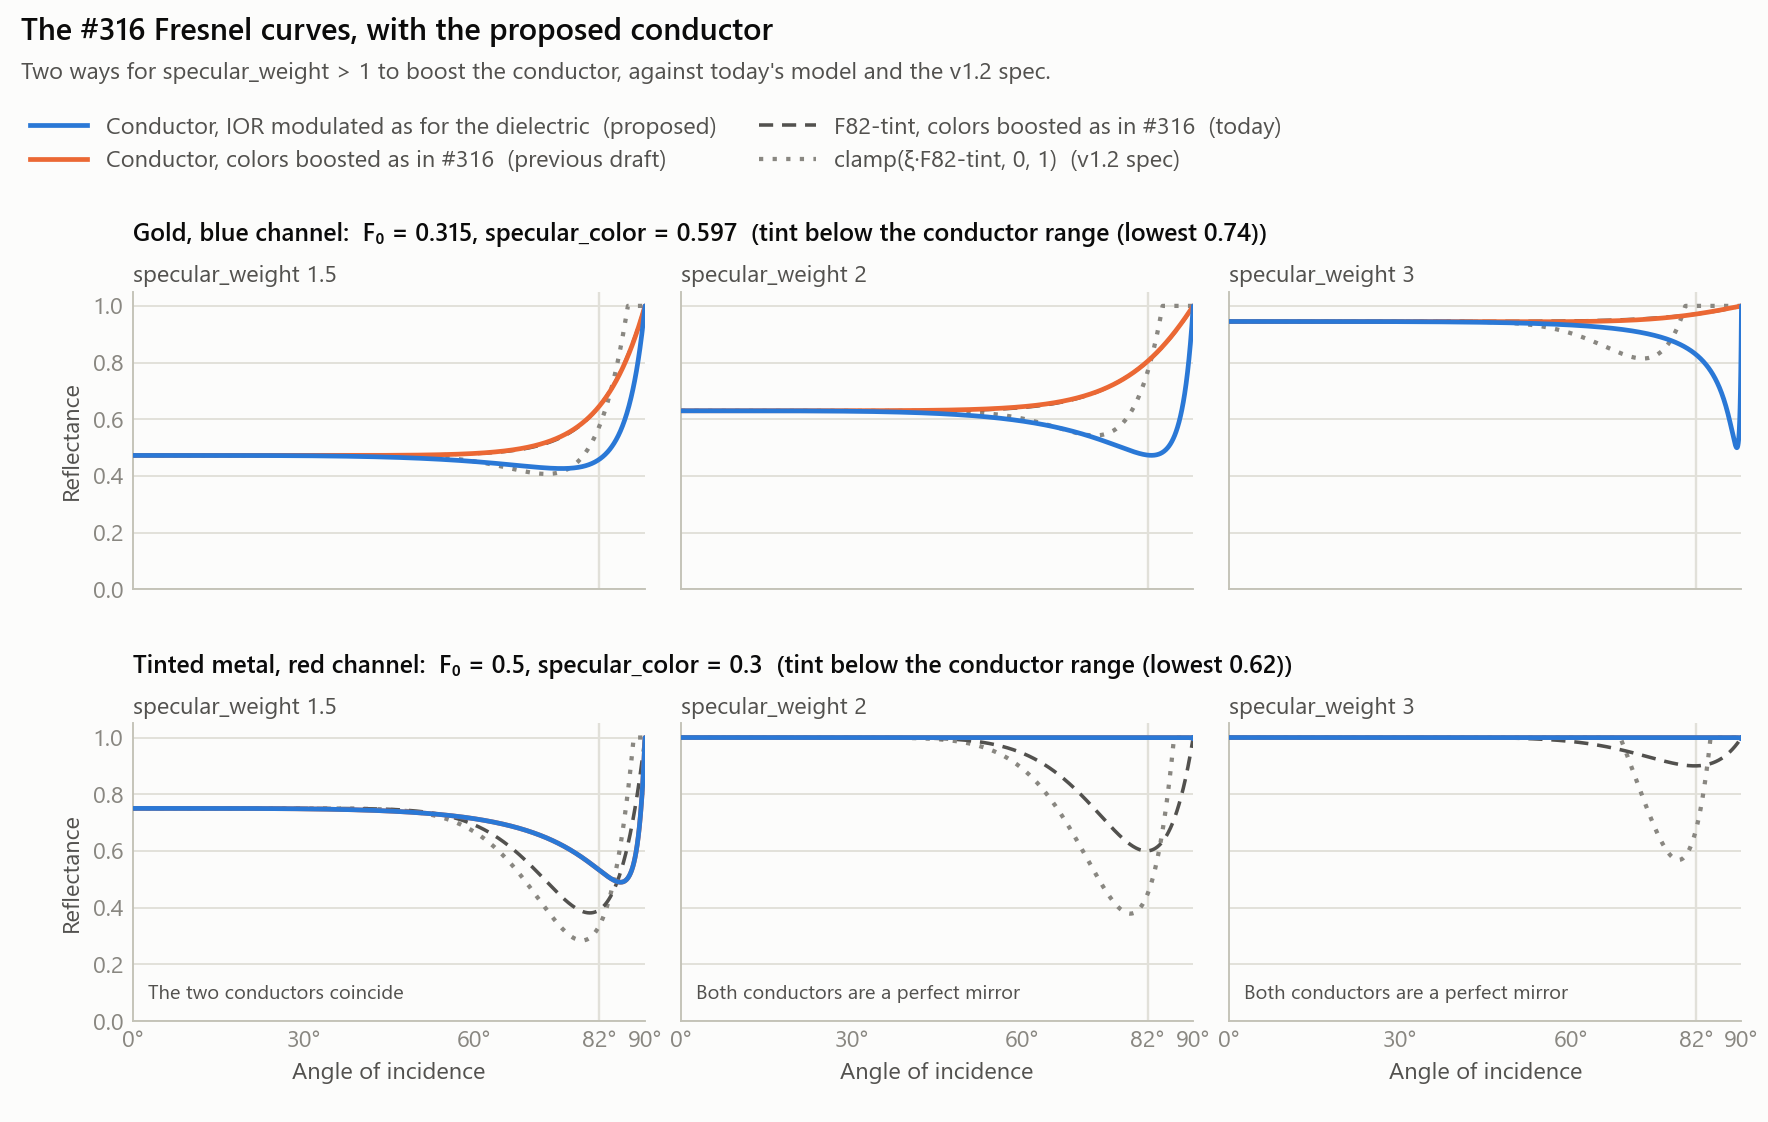 The #316 Fresnel curves, with the proposed conductor
Two ways for specular_weight > 1 to boost the conductor, against today's model and the v1.2 spec.
Conductor, IOR modulated as for the dielectric (proposed)
F82-tint, colors boosted as in #316 (today)
Conductor, colors boosted as in #316 (previous draft)
clamp(ξ·F82-tint, 0, 1) (v1.2 spec)
Gold, blue channel: F₀ = 0.315, specular_color = 0.597 (tint below the conductor range (lowest 0.74))
specular_weight 1.5
specular_weight 2
specular_weight 3
1.0
0.8
0.6
0.4
0.2
0.0
Reflectance
Tinted metal, red channel: F₀ = 0.5, specular_color = 0.3 (tint below the conductor range (lowest 0.62))
specular_weight 1.5
specular_weight 2
specular_weight 3
1.0
0.8
0.6
0.4
0.2
0.0
Reflectance
The two conductors coincide
Both conductors are a perfect mirror
Both conductors are a perfect mirror
0° 30° 60° 82° 90°
0° 30° 60° 82° 90°
0° 30° 60° 82° 90°
Angle of incidence
Angle of incidence
Angle of incidence